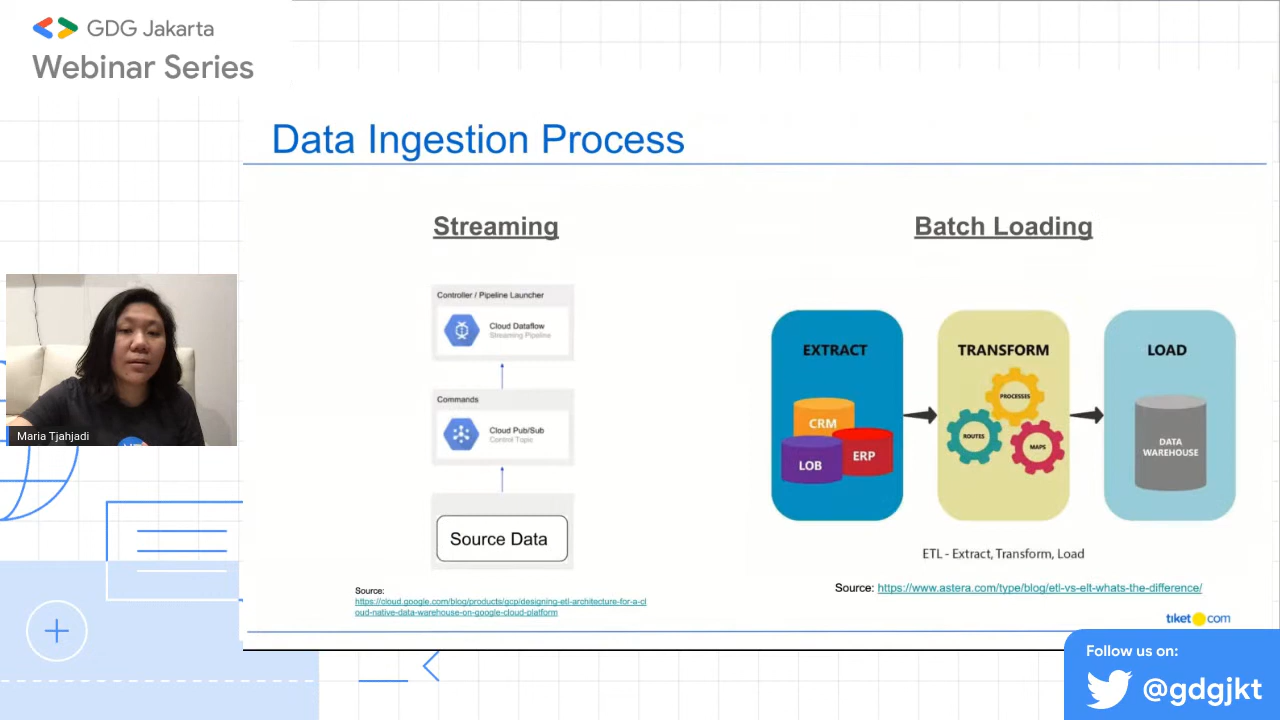 GDG Jakarta
Webinar Series
Data Ingestion Process
Streaming
Controller / Pipeline Launcher
Cloud Dataflow
Streaming Pipeline
Commands
Cloud Pub/Sub
Control Topic
Source Data
Source:
https://cloud.google.com/blog/products/gcp/designing-etl-architecture-for-a-cl
oud-native-data-warehouse-on-google-cloud-platform
Batch Loading
EXTRACT
CRM
LOB
ERP
TRANSFORM
PROCESSES
ROUTES
MAPS
LOAD
DATA
WAREHOUSE
ETL - Extract, Transform, Load
Source: https://www.astera.com/type/blog/etl-vs-elt-whats-the-difference/
tiket com
Maria Tjahjadi
Follow us on:
@gdgjkt